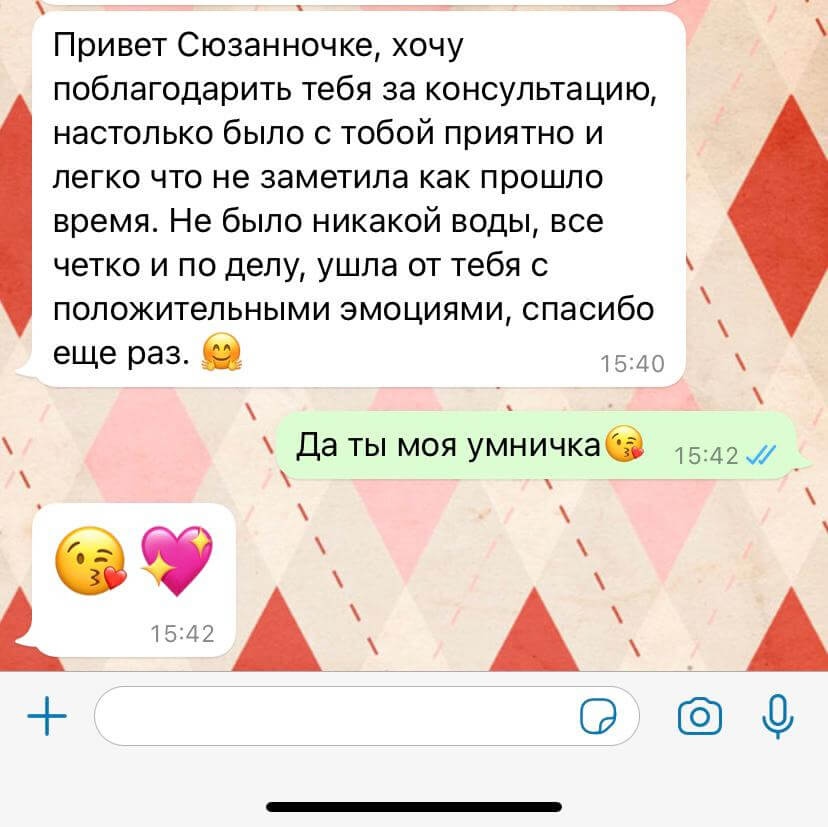 Привет Сюзанночке, хочу
поблагодарить тебя за консультацию,
настолько было с тобой приятно и
легко что не заметила как прошло
время. Не было никакой воды, все
четко и по делу, ушла от тебя с
положительными эмоциями, спасибо
еще раз. 🤗 15:40
Да ты моя умничка😘 15:42
😘💖
15:42